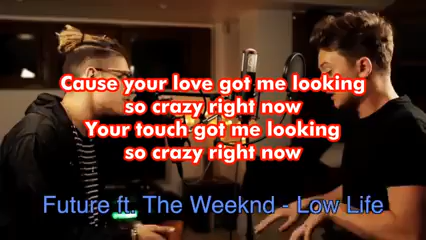 Cause your love got me looking
so crazy right now
Your touch got me looking
so crazy right now
Future ft. The Weeknd - Low Life